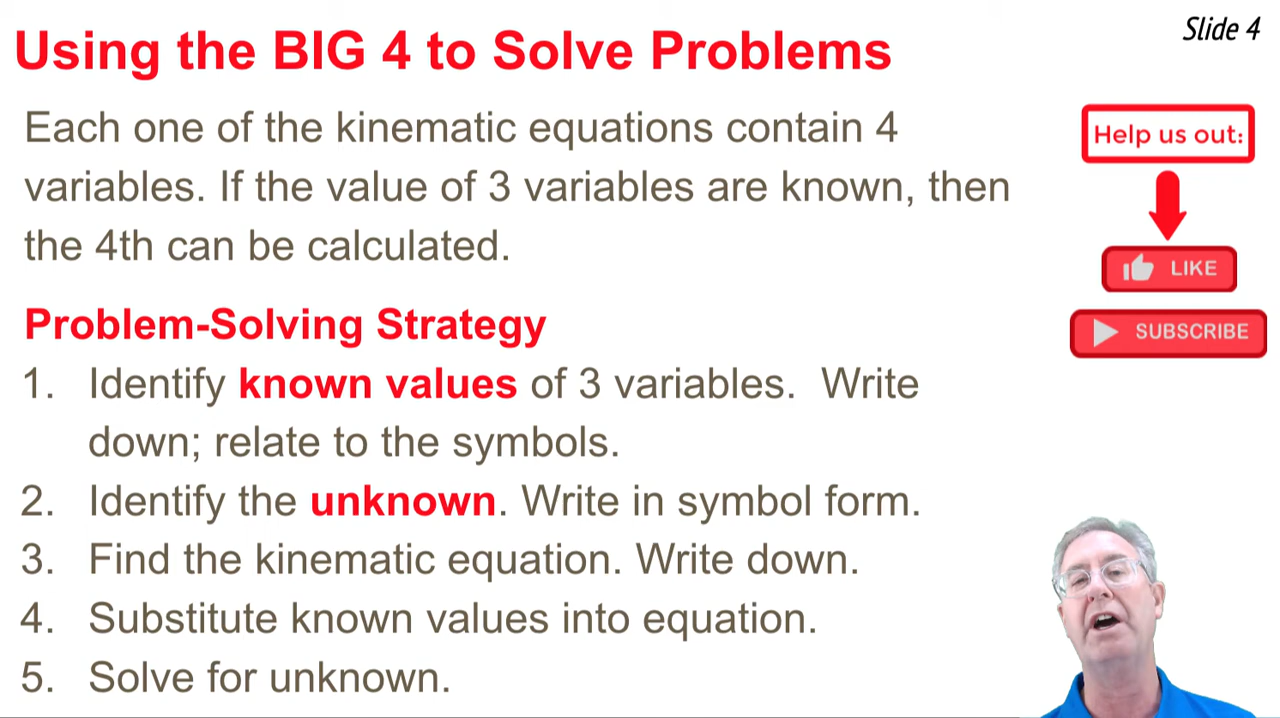 Using the BIG 4 to Solve Problems
Slide 4
Each one of the kinematic equations contain 4
variables. If the value of 3 variables are known, then
the 4th can be calculated.
Help us out:
LIKE
SUBSCRIBE
Problem-Solving Strategy
1. Identify known values of 3 variables. Write
down; relate to the symbols.
2. Identify the unknown. Write in symbol form.
3. Find the kinematic equation. Write down.
4. Substitute known values into equation.
5. Solve for unknown.